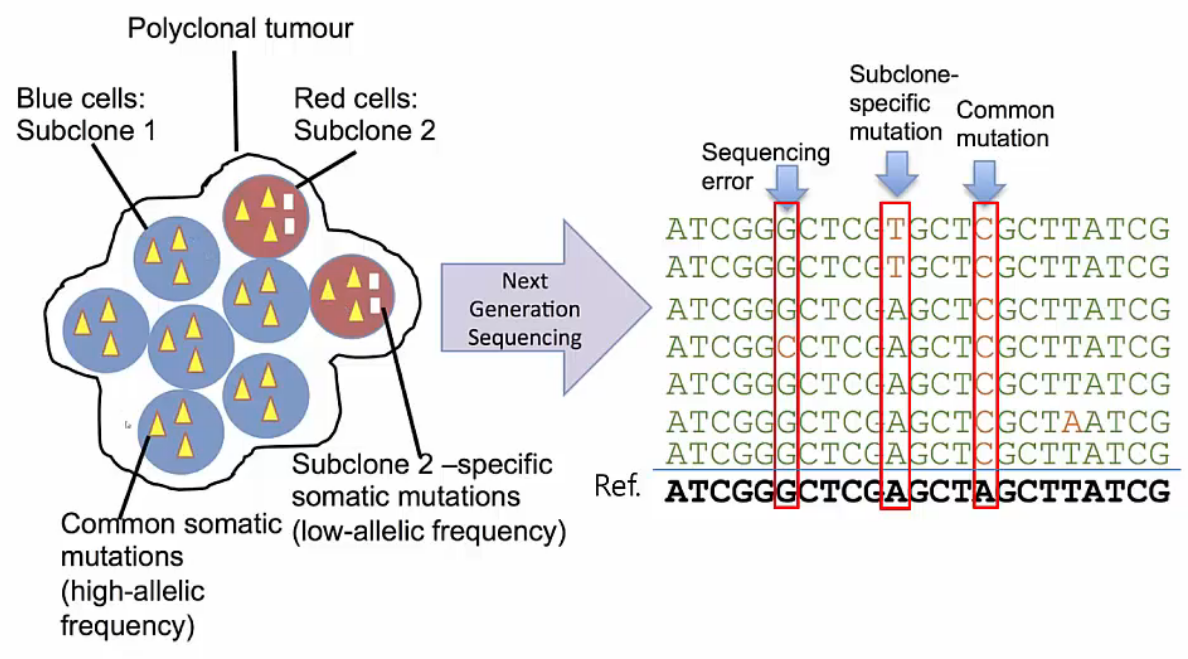 Polyclonal tumour
Blue cells:
Subclone 1
Red cells:
Subclone 2
Common somatic
mutations
(high-allelic
frequency)
Subclone 2 –specific
somatic mutations
(low-allelic frequency)
Next
Generation
Sequencing
Sequencing
error
Subclone-
specific
mutation
Common
mutation
ATCGGGCTCGTGCTCGCTTATCG
ATCGGGCTCGTGCTCGCTTATCG
ATCGGGCTCGAGCTCGCTTATCG
ATCGGCCTCGAGCTCGCTTATCG
ATCGGGCTCGAGCTCGCTTATCG
ATCGGGCTCGAGCTCGCTAATCG
ATCGGGCTCGAGCTCGCTTATCG
Ref. ATCGGGCTCGAGCTAGCTTATCG